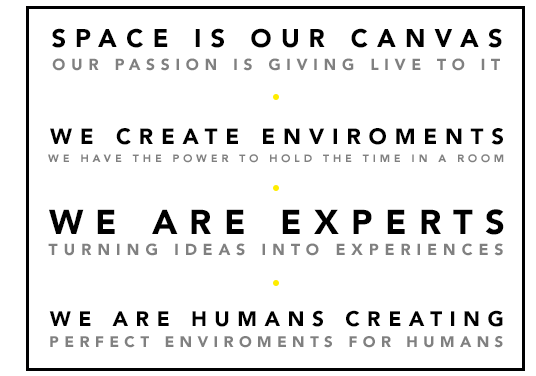 SPACE IS OUR CANVAS
OUR PASSION IS GIVING LIVE TO IT
WE CREATE ENVIROMENTS
WE HAVE THE POWER TO HOLD THE TIME IN A ROOM
WE ARE EXPERTS
TURNING IDEAS INTO EXPERIENCES
WE ARE HUMANS CREATING
PERFECT ENVIROMENTS FOR HUMANS